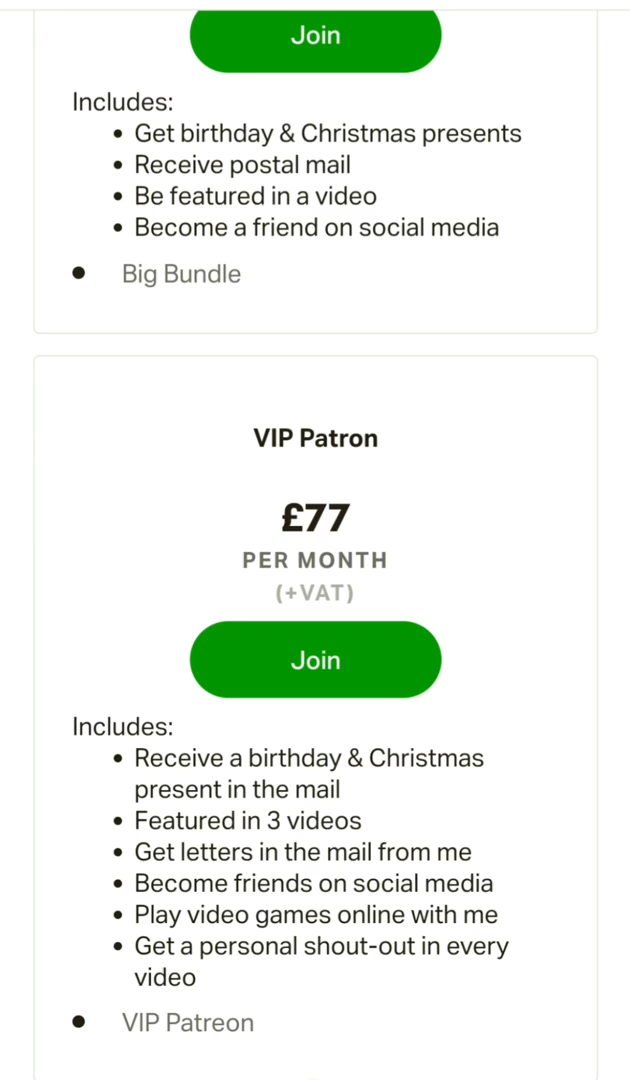 Join
Includes:
• Get birthday & Christmas presents
• Receive postal mail
• Be featured in a video
• Become a friend on social media
• Big Bundle
VIP Patron
£77
PER MONTH
(+VAT)
Join
Includes:
• Receive a birthday & Christmas
present in the mail
• Featured in 3 videos
• Get letters in the mail from me
• Become friends on social media
• Play video games online with me
• Get a personal shout-out in every
video
• VIP Patreon